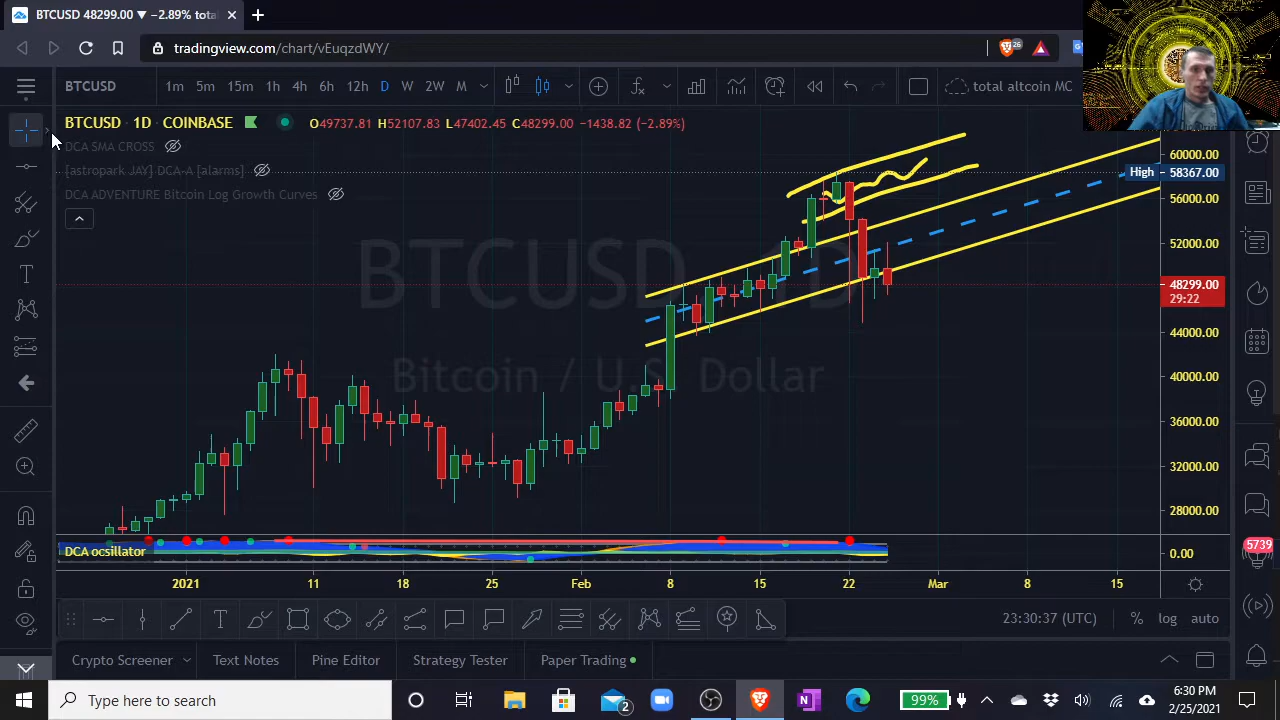 BTCUSD 48299.00 ▼ −2.89% total
tradingview.com/chart/vEuqzdWY/
26
BTCUSD 1m 5m 15m 1h 4h 6h 12h D W 2W M total altcoin MC
BTCUSD · 1D · COINBASE O49737.81 H52107.83 L47402.45 C48299.00 −1438.82 (−2.89%)
DCA SMA CROSS
[astropark JAY] DCA-A [alarms]
DCA ADVENTURE Bitcoin Log Growth Curves
BTCUSD 1D
Bitcoin / U.S. Dollar
60000.00
High 58367.00
56000.00
52000.00
48299.00
29:22
44000.00
40000.00
36000.00
32000.00
28000.00
DCA ocsillator
0.00
2021 11 18 25 Feb 8 15 22 Mar 8 15
5739
23:30:37 (UTC) % log auto
Crypto Screener Text Notes Pine Editor Strategy Tester Paper Trading
Type here to search
2
99%
6:30 PM
2/25/2021